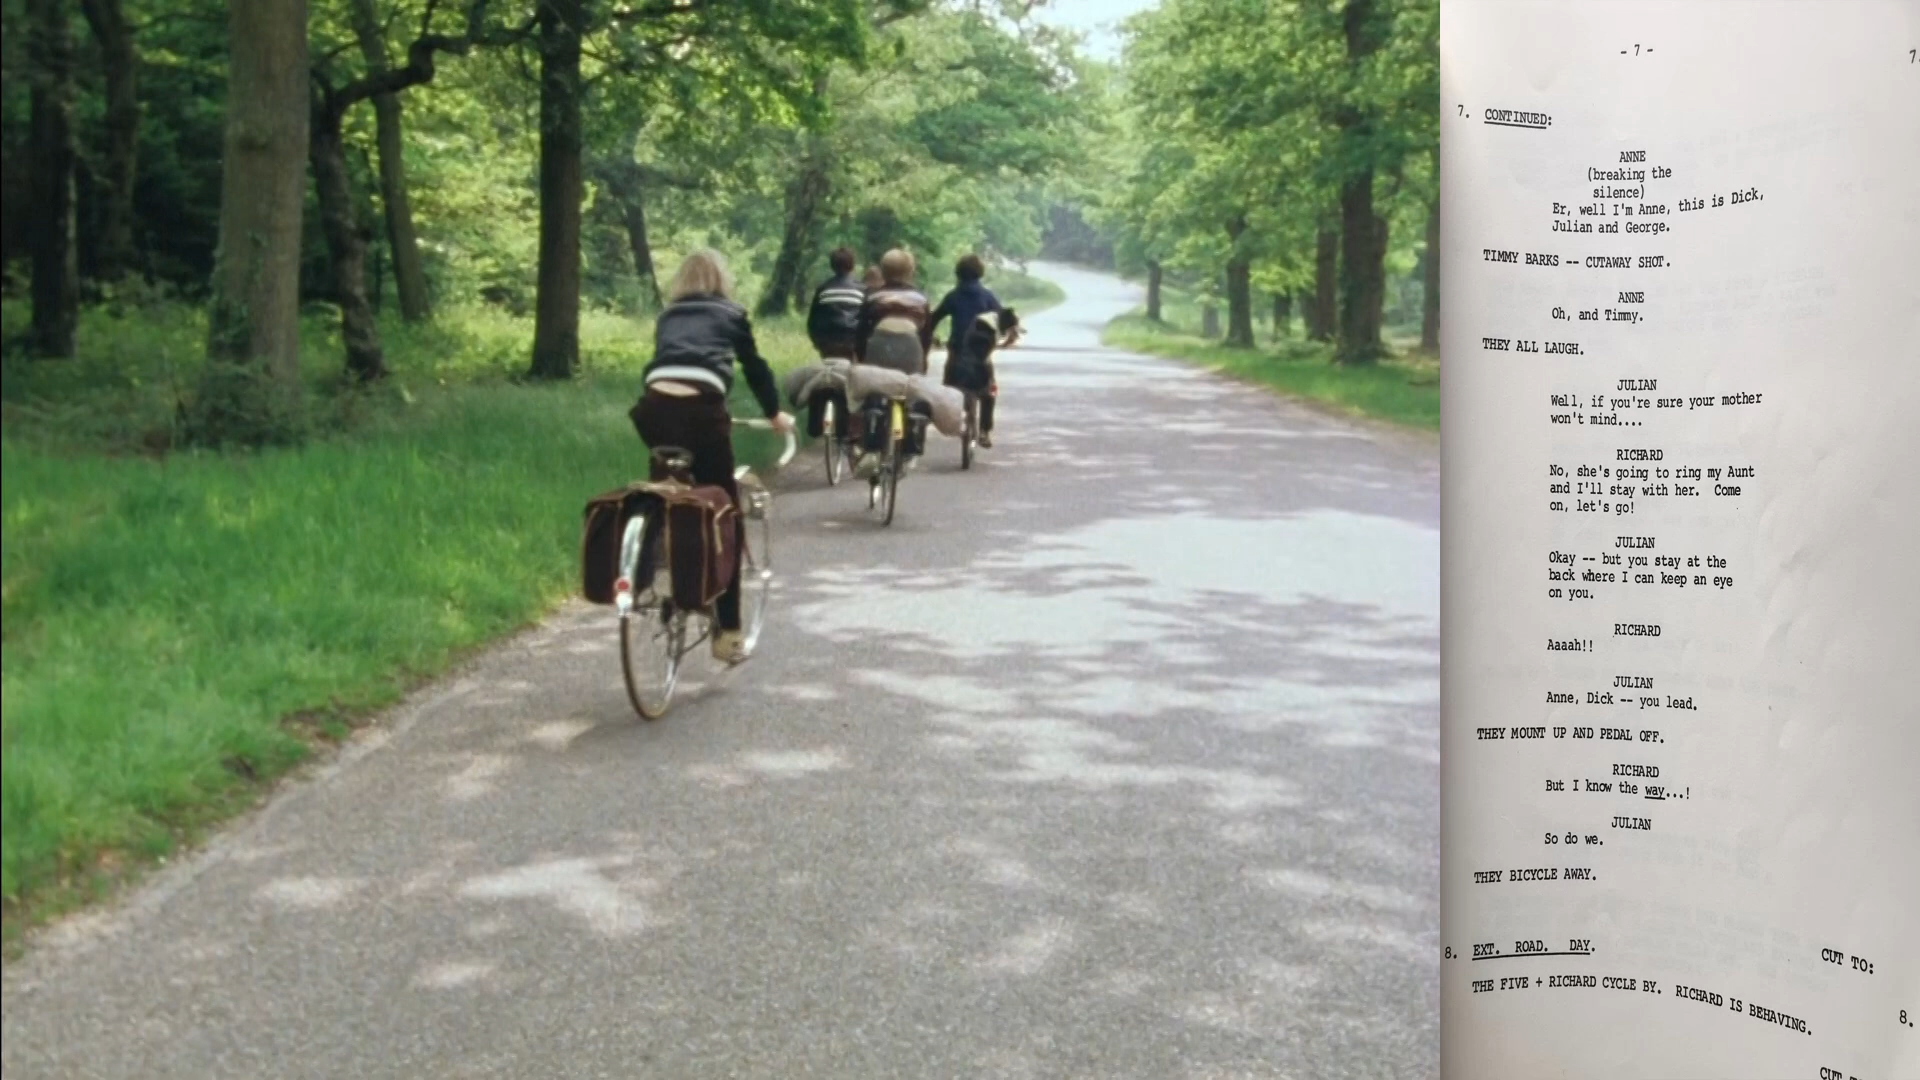 - 7 -
7. CONTINUED:
ANNE
(breaking the
silence)
Er, well I'm Anne, this is Dick,
Julian and George.
TIMMY BARKS -- CUTAWAY SHOT.
ANNE
Oh, and Timmy.
THEY ALL LAUGH.
JULIAN
Well, if you're sure your mother
won't mind....
RICHARD
No, she's going to ring my Aunt
and I'll stay with her. Come
on, let's go!
JULIAN
Okay -- but you stay at the
back where I can keep an eye
on you.
RICHARD
Aaaah!!
JULIAN
Anne, Dick -- you lead.
THEY MOUNT UP AND PEDAL OFF.
RICHARD
But I know the way...!
JULIAN
So do we.
THEY BICYCLE AWAY.
CUT TO:
8. EXT. ROAD. DAY. 8.
THE FIVE + RICHARD CYCLE BY. RICHARD IS BEHAVING.
CUT